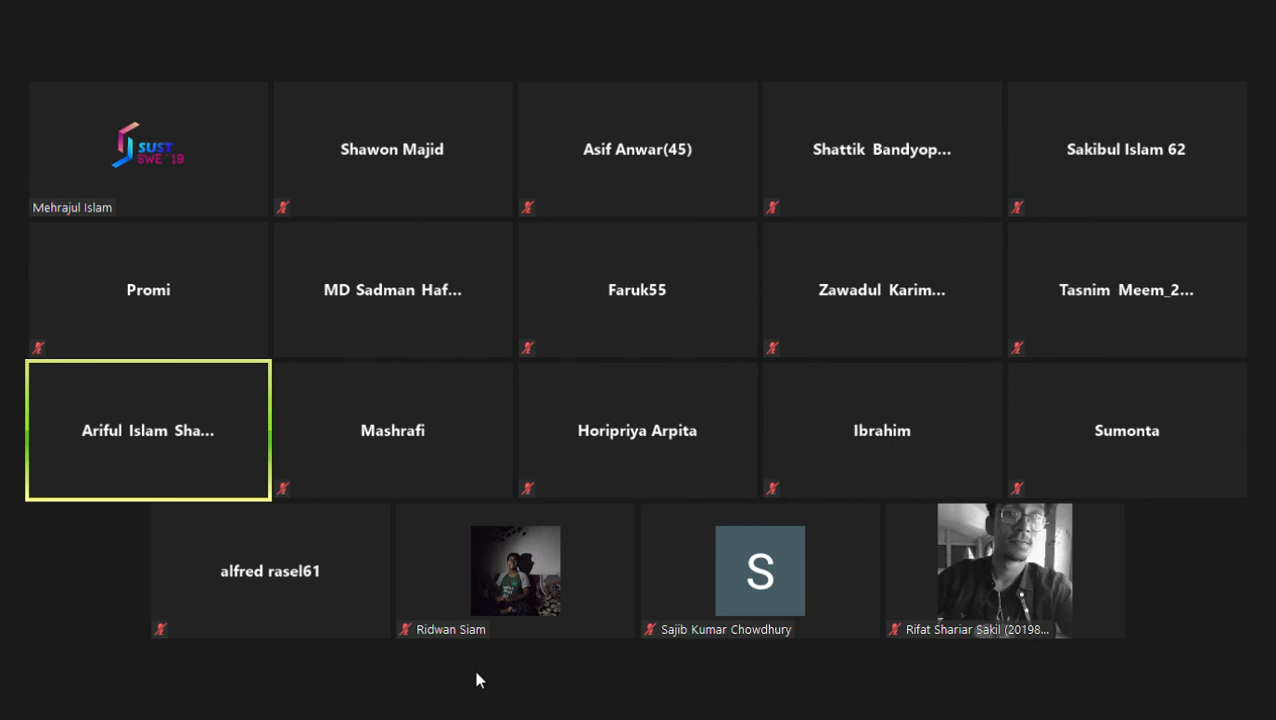 SUST
SWE '19
Mehrajul Islam
Shawon Majid
Asif Anwar(45)
Shattik Bandyop...
Sakibul Islam 62
Promi
MD Sadman Haf...
Faruk55
Zawadul Karim...
Tasnim Meem_2...
Ariful Islam Sha...
Mashrafi
Horipriya Arpita
Ibrahim
Sumonta
alfred rasel61
Ridwan Siam
S
Sajib Kumar Chowdhury
Rifat Shariar Sakil (20198...